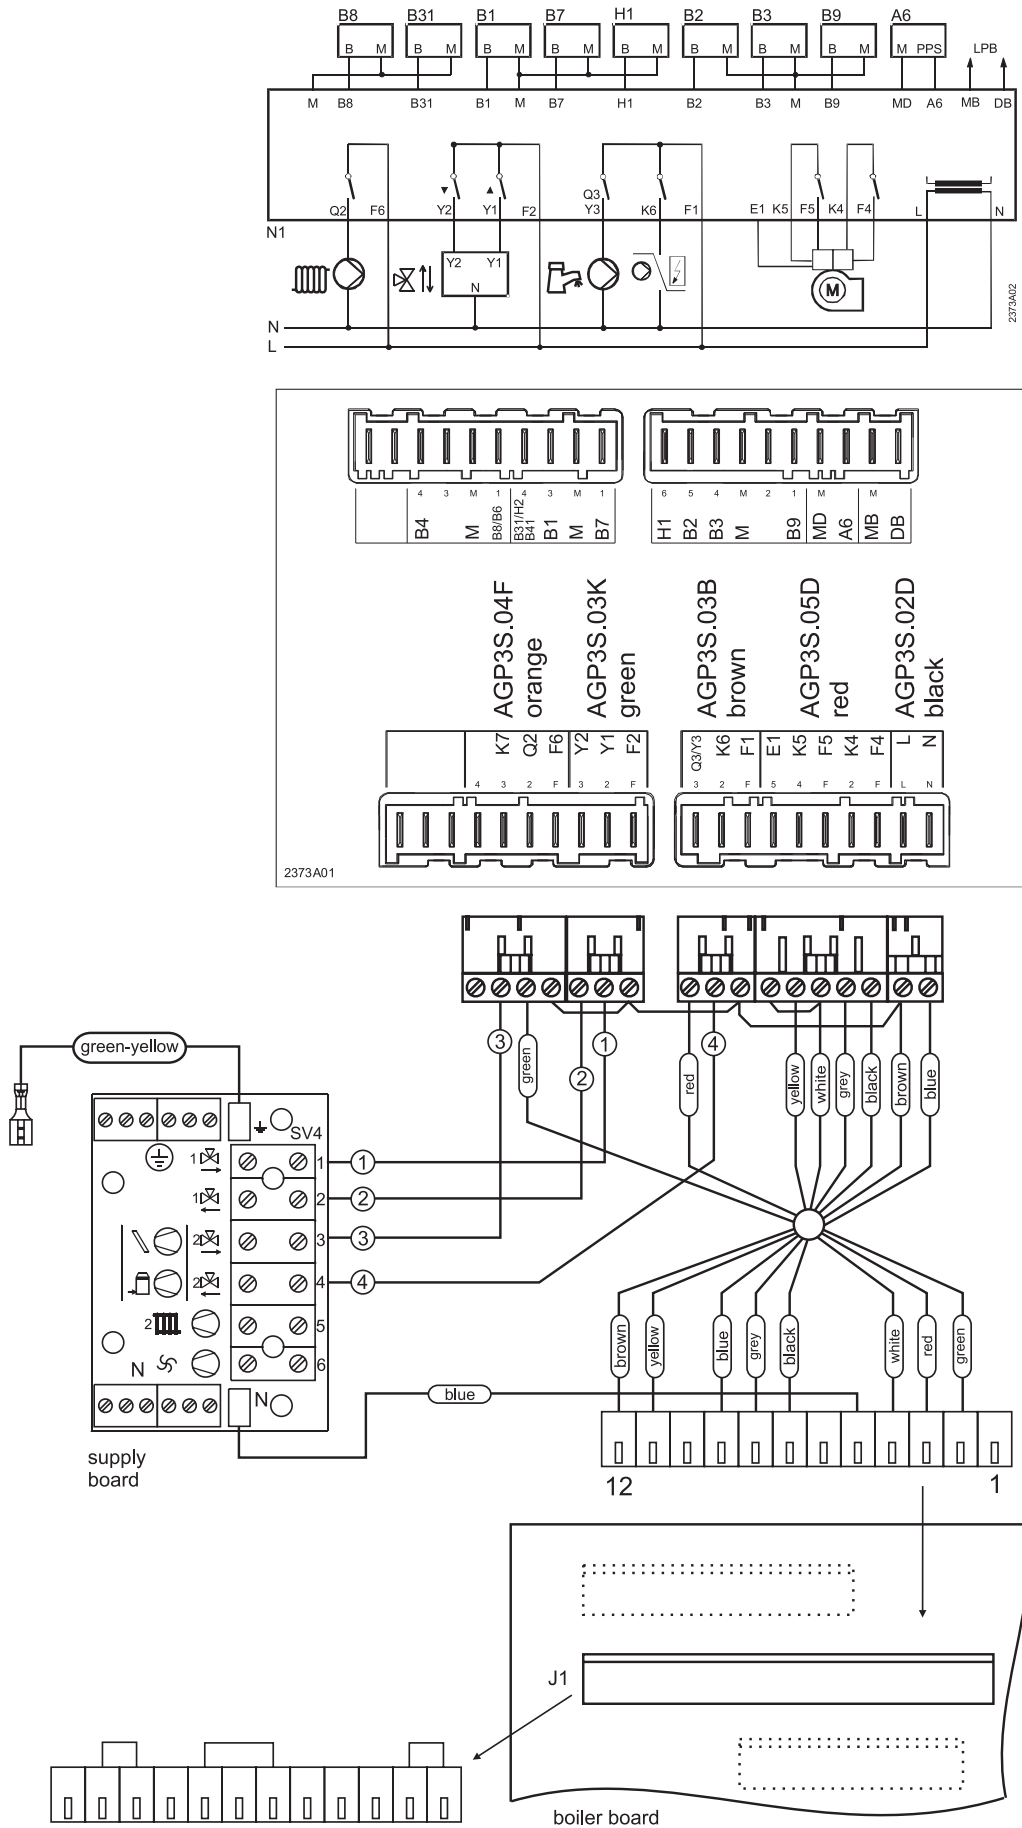 B8 B31 B1 B7 H1 B2 B3 B9 A6
B M B M B M B M B M B M B M B M M PPS LPB
M B8 B31 B1 M B7 H1 B2 B3 M B9 MD A6 MB DB
Q3
Q2 F6 Y2 Y1 F2 Y3 K6 F1 E1 K5 F5 K4 F4 L N
N1
Y2 Y1
N
M
N
L
2373A02
4 3 M 1 4 3 M 1 6 5 4 M 2 1 M M
B4 M B8/B6 B31/H2 B41 B1 M B7 H1 B2 B3 M B9 MD A6 MB DB
AGP3S.04F orange
AGP3S.03K green
AGP3S.03B brown
AGP3S.05D red
AGP3S.02D black
K7 Q2 F6 Y2 Y1 F2 Q3/Y3 K6 F1 E1 K5 F5 K4 F4 L N
4 3 2 F 3 2 F 3 2 F 5 4 F 2 F L N
2373A01
green-yellow
3 green 2 1 red 4 yellow white grey black brown blue
SV4
1 1 1
1 2 2
2 3 3
2 4 4
2 5
N 6
N
blue
brown yellow blue grey black white red green
supply
board
12 1
J1
boiler board